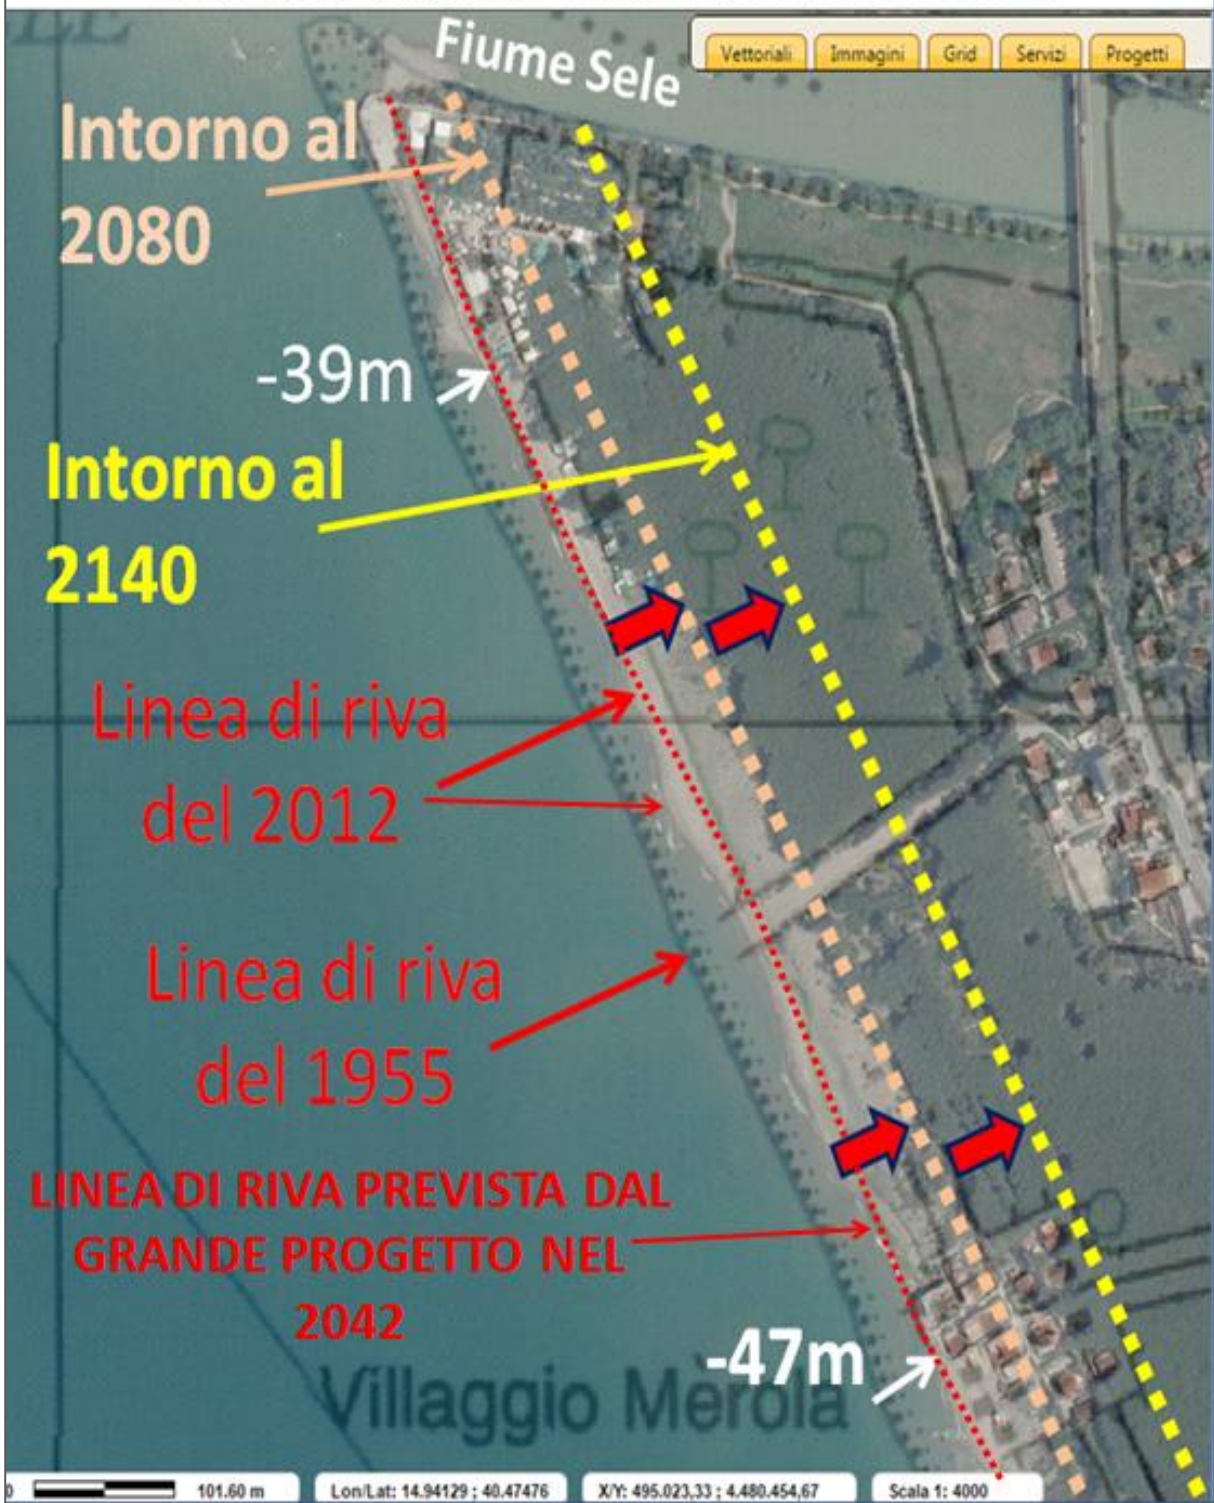 Vettoriali Immagini Grid Servizi Progetti
Fiume Sele
Intorno al
2080
-39m
Intorno al
2140
Linea di riva
del 2012
Linea di riva
del 1955
LINEA DI RIVA PREVISTA DAL
GRANDE PROGETTO NEL
2042
-47m
Villaggio Merola
0 101.60 m Lon/Lat: 14.94129 ; 40.47476 X/Y: 495.023,33 ; 4.480.454,67 Scala 1: 4000